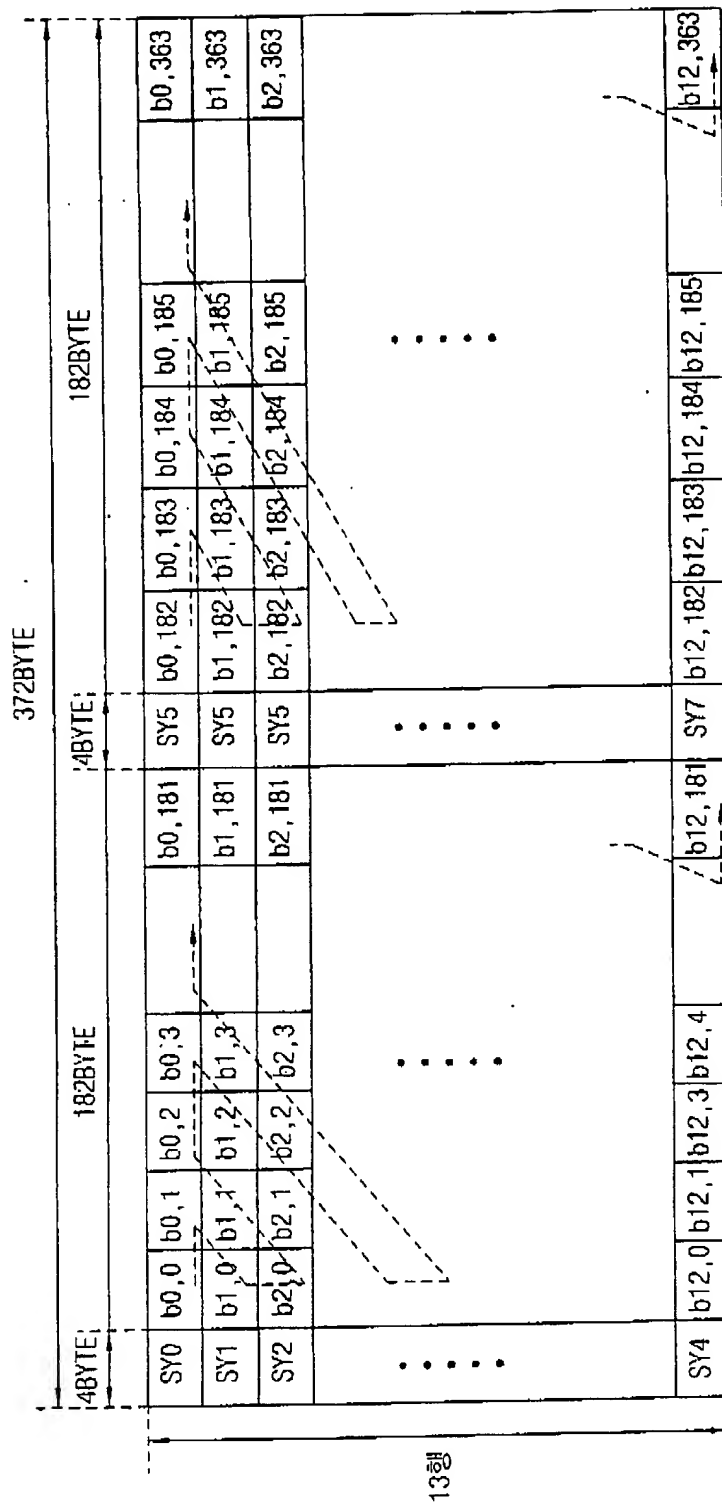 372BYTE
4BYTE 182BYTE 4BYTE 182BYTE
SY0 b0,0 b0,1 b0,2 b0,3 b0,181 SY5 b0,182 b0,183 b0,184 b0,185 b0,363
SY1 b1,0 b1,1 b1,2 b1,3 b1,181 SY5 b1,182 b1,183 b1,184 b1,185 b1,363
SY2 b2,0 b2,1 b2,2 b2,3 b2,181 SY5 b2,182 b2,183 b2,184 b2,185 b2,363
13행
SY4 b12,0 b12,1 b12,3 b12,4 b12,181 SY7 b12,182 b12,183 b12,184 b12,185 b12,363